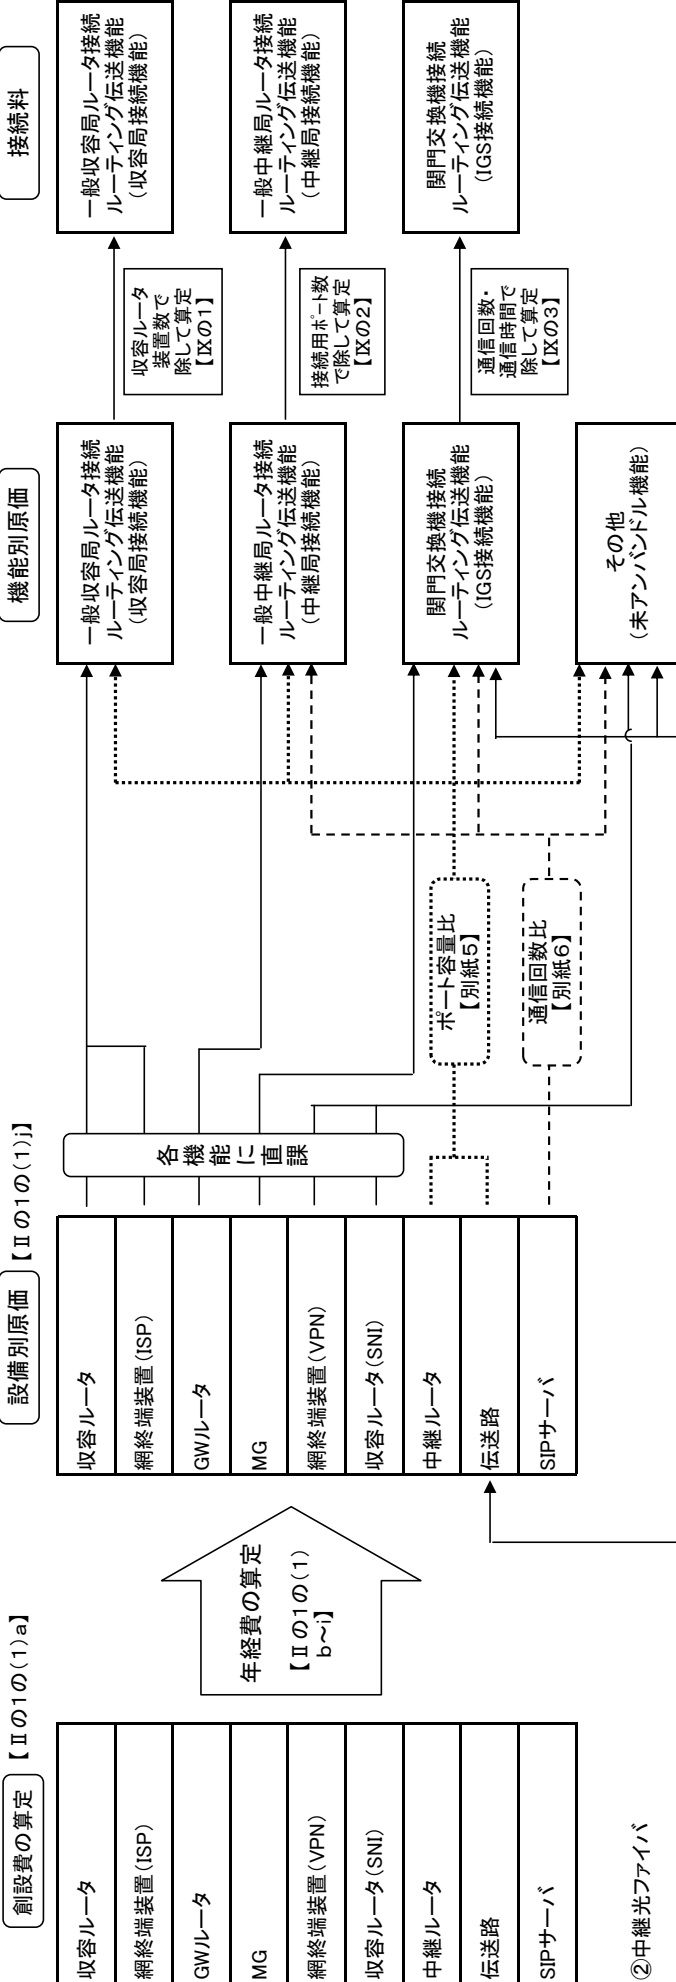 創設費の算定
【Ⅱの1の(1)a】
収容ルータ
網終端装置(ISP)
GWルータ
MG
網終端装置(VPN)
収容ルータ(SNI)
中継ルータ
伝送路
SIPサーバ
②中継光ファイバ
年経費の算定
【Ⅱの1の(1)
b～i】
設備別原価
【Ⅱの1の(1)j】
収容ルータ
網終端装置(ISP)
GWルータ
MG
網終端装置(VPN)
収容ルータ(SNI)
中継ルータ
伝送路
SIPサーバ
各機能に直課
ポート容量比
【別紙5】
通信回数比
【別紙6】
機能別原価
一般収容局ルータ接続
ルーティング伝送機能
(収容局接続機能)
一般中継局ルータ接続
ルーティング伝送機能
(中継局接続機能)
関門交換機接続
ルーティング伝送機能
(IGS接続機能)
その他
(未アンバンドル機能)
収容ルータ
装置数で
除して算定
【Ⅸの1】
接続用ポート数
で除して算定
【Ⅸの2】
通信回数・
通信時間で
除して算定
【Ⅸの3】
接続料
一般収容局ルータ接続
ルーティング伝送機能
(収容局接続機能)
一般中継局ルータ接続
ルーティング伝送機能
(中継局接続機能)
関門交換機接続
ルーティング伝送機能
(IGS接続機能)